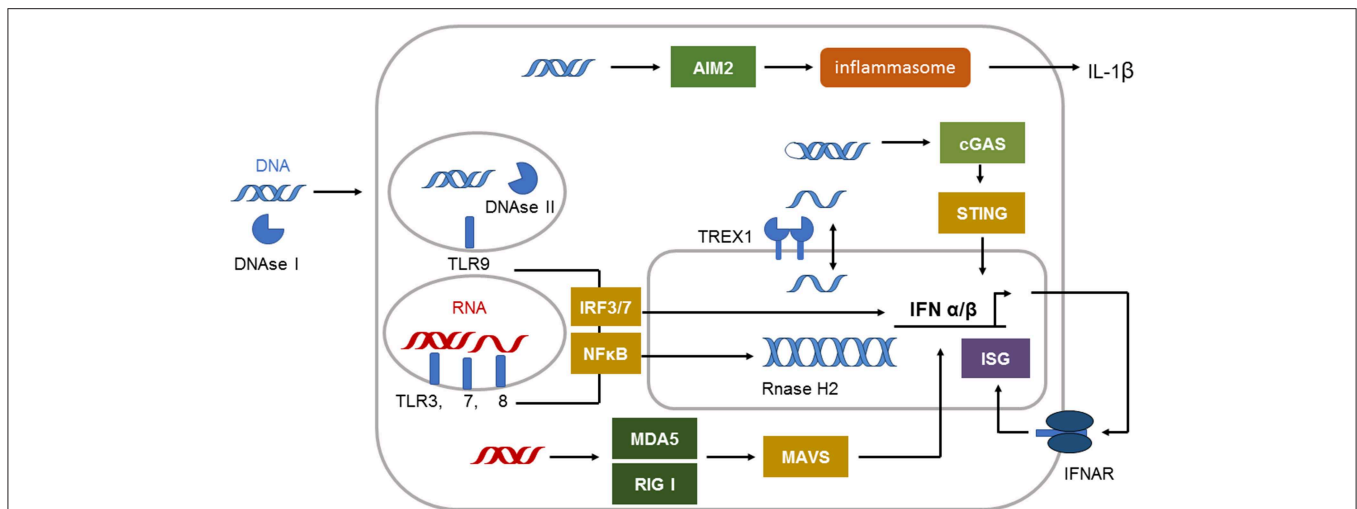 AIM2
inflammasome
IL-1β
cGAS
DNA
DNAse II
STING
TREX1
DNAse I
TLR9
RNA
IRF3/7
IFN α/β
NFκB
ISG
Rnase H2
TLR3, 7, 8
MDA5
MAVS
RIG I
IFNAR